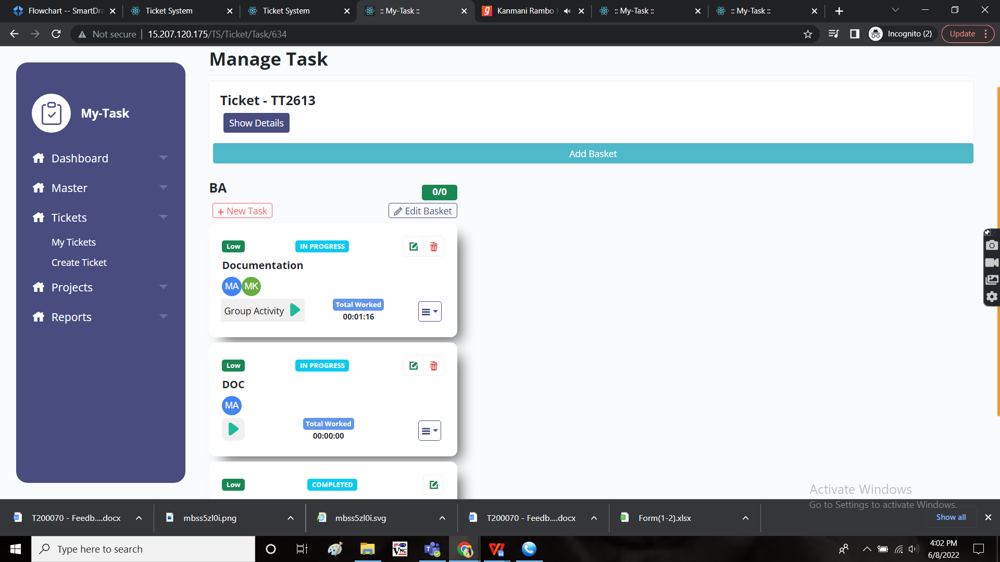 Flowchart -- SmartDra
Ticket System
Ticket System
:: My-Task ::
Kanmani Rambo
:: My-Task ::
:: My-Task ::
Not secure
15.207.120.175/TS/Ticket/Task/634
Incognito (2)
Update
Manage Task
My-Task
Dashboard
Master
Tickets
My Tickets
Create Ticket
Projects
Reports
Ticket - TT2613
Show Details
Add Basket
BA
0/0
+ New Task
Edit Basket
Low
IN PROGRESS
Documentation
MA
MK
Group Activity
Total Worked
00:01:16
Low
IN PROGRESS
DOC
MA
Total Worked
00:00:00
Low
COMPLETED
Activate Windows
Go to Settings to activate Windows.
T200070 - Feedb....docx
mbss5zl0i.png
mbss5zl0i.svg
T200070 - Feedb....docx
Form(1-2).xlsx
Show all
Type here to search
4:02 PM
6/8/2022